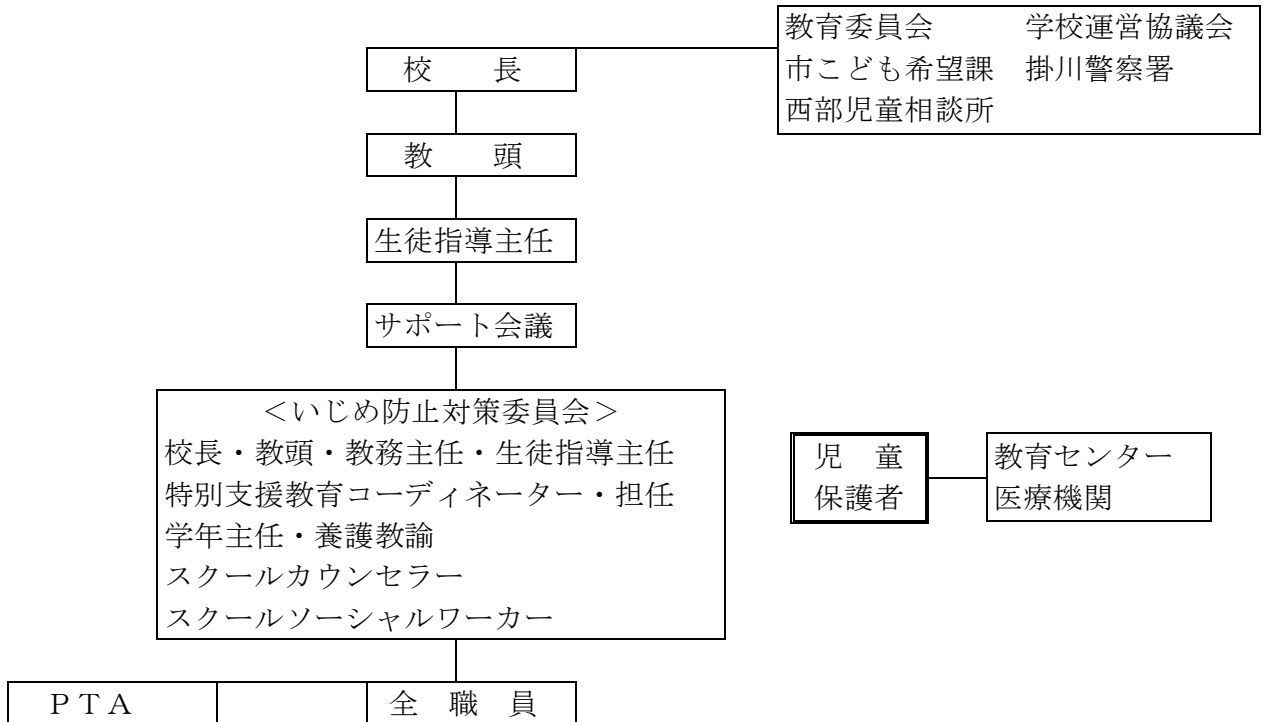 教育委員会　　　学校運営協議会
市こども希望課　掛川警察署
西部児童相談所
校　　長
教　　頭
生徒指導主任
サポート会議
＜いじめ防止対策委員会＞
校長・教頭・教務主任・生徒指導主任
特別支援教育コーディネーター・担任
学年主任・養護教諭
スクールカウンセラー
スクールソーシャルワーカー
児　童
保護者
教育センター
医療機関
ＰＴＡ
全　職　員